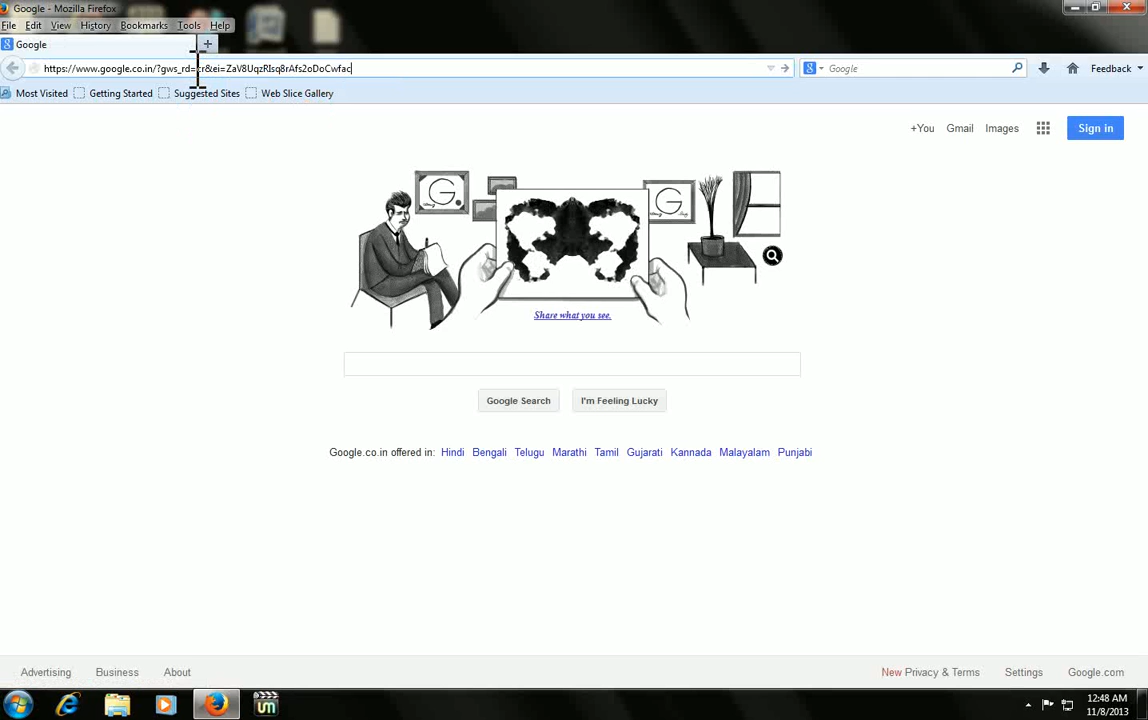 Google - Mozilla Firefox
File Edit View History Bookmarks Tools Help
Google
https://www.google.co.in/?gws_rd=cr&ei=ZaV8UqzRIsq8rAfs2oDoCwfac
Google
Feedback
Most Visited Getting Started Suggested Sites Web Slice Gallery
+You Gmail Images Sign in
Share what you see.
Google Search I'm Feeling Lucky
Google.co.in offered in: Hindi Bengali Telugu Marathi Tamil Gujarati Kannada Malayalam Punjabi
Advertising Business About New Privacy & Terms Settings Google.com
12:48 AM
11/8/2013